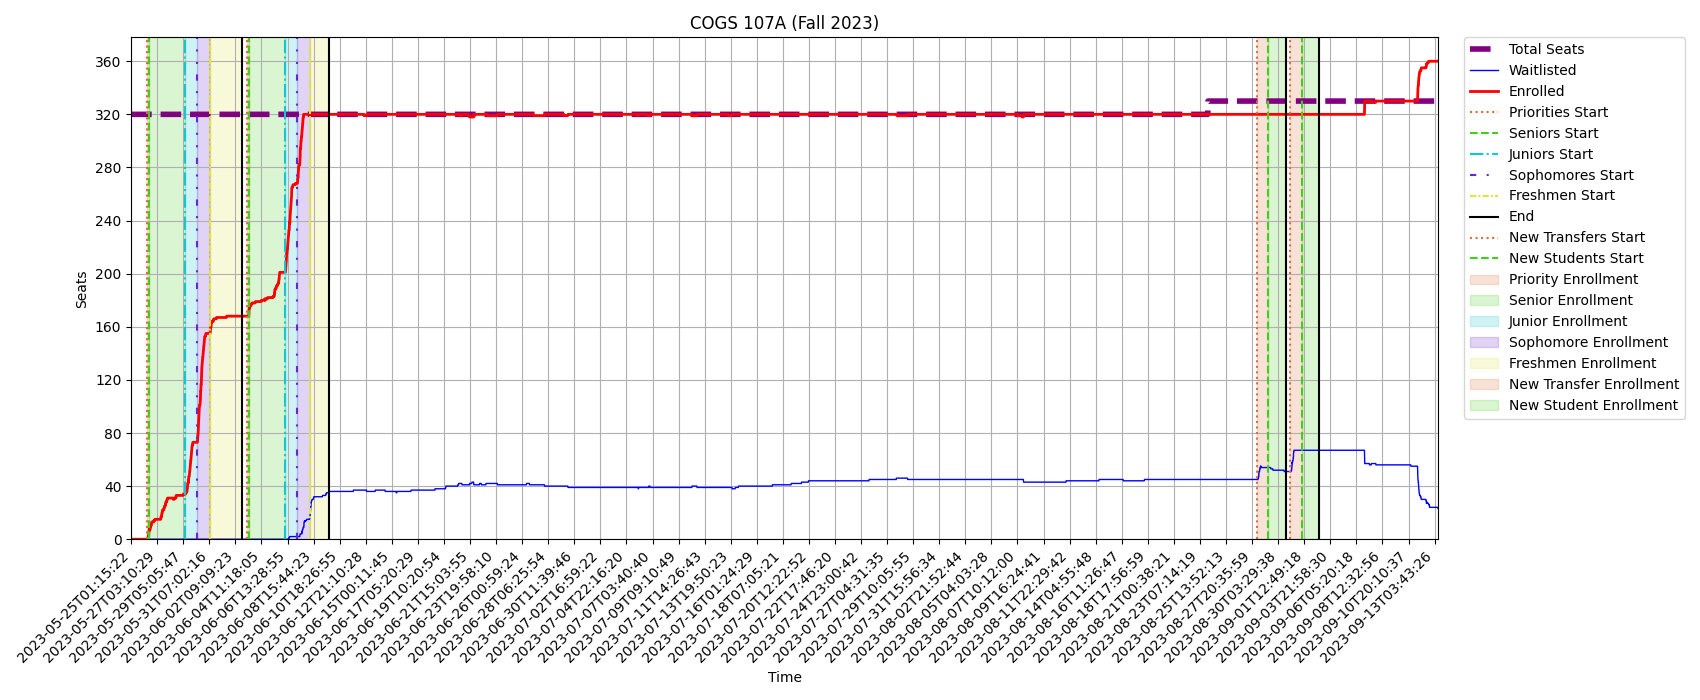 COGS 107A (Fall 2023)
Seats
360
320
280
240
200
160
120
80
40
0
2023-05-25T01:15:22
2023-05-27T03:10:29
2023-05-29T05:05:47
2023-05-31T07:02:16
2023-06-02T09:09:23
2023-06-04T11:18:05
2023-06-06T13:28:55
2023-06-08T15:44:23
2023-06-10T18:26:55
2023-06-12T21:10:28
2023-06-15T00:11:45
2023-06-17T05:20:29
2023-06-19T10:20:54
2023-06-21T15:03:55
2023-06-23T19:58:10
2023-06-26T00:59:24
2023-06-28T06:25:54
2023-06-30T11:39:46
2023-07-02T16:59:22
2023-07-04T22:16:20
2023-07-07T03:40:40
2023-07-09T09:10:49
2023-07-11T14:26:43
2023-07-13T19:50:23
2023-07-16T01:24:29
2023-07-18T07:05:21
2023-07-20T12:22:52
2023-07-22T17:46:20
2023-07-24T23:00:42
2023-07-27T04:31:35
2023-07-29T10:05:55
2023-07-31T15:56:34
2023-08-02T21:52:44
2023-08-05T04:03:28
2023-08-07T10:12:00
2023-08-09T16:24:41
2023-08-11T22:29:42
2023-08-14T04:55:48
2023-08-16T11:26:47
2023-08-18T17:56:59
2023-08-21T00:38:21
2023-08-23T07:14:19
2023-08-25T13:52:13
2023-08-27T20:35:59
2023-08-30T03:29:38
2023-09-01T12:49:18
2023-09-03T21:58:30
2023-09-06T05:20:18
2023-09-08T12:32:56
2023-09-10T20:10:37
2023-09-13T03:43:26
Time
Total Seats
Waitlisted
Enrolled
Priorities Start
Seniors Start
Juniors Start
Sophomores Start
Freshmen Start
End
New Transfers Start
New Students Start
Priority Enrollment
Senior Enrollment
Junior Enrollment
Sophomore Enrollment
Freshmen Enrollment
New Transfer Enrollment
New Student Enrollment